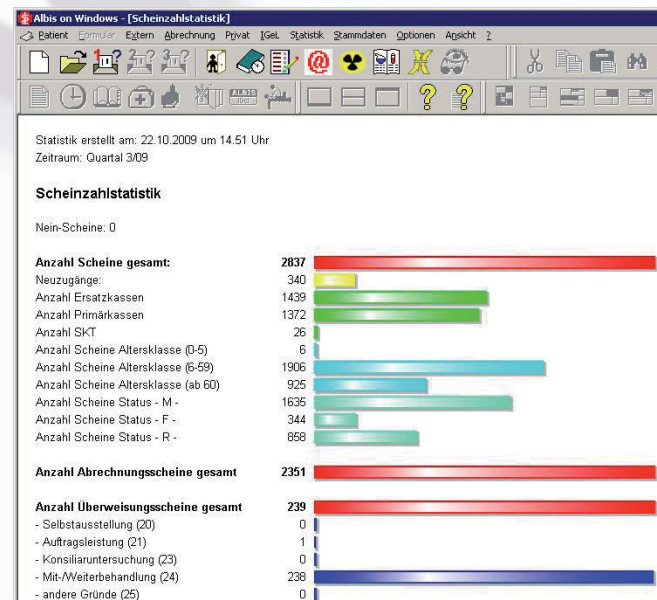 Albis on Windows - [Scheinzahlstatistik]
Patient Formular Extern Abrechnung Privat IGeL Statistik Stammdaten Optionen Ansicht ?
Statistik erstellt am: 22.10.2009 um 14.51 Uhr
Zeitraum: Quartal 3/09
Scheinzahlstatistik
Nein-Scheine: 0
Anzahl Scheine gesamt: 2837
Neuzugänge: 340
Anzahl Ersatzkassen 1439
Anzahl Primärkassen 1372
Anzahl SKT 26
Anzahl Scheine Altersklasse (0-5) 6
Anzahl Scheine Altersklasse (6-59) 1906
Anzahl Scheine Altersklasse (ab 60) 925
Anzahl Scheine Status - M - 1635
Anzahl Scheine Status - F - 344
Anzahl Scheine Status - R - 858
Anzahl Abrechnungsscheine gesamt 2351
Anzahl Überweisungsscheine gesamt 239
- Selbstausstellung (20) 0
- Auftragsleistung (21) 1
- Konsiliaruntersuchung (23) 0
- Mit-/Weiterbehandlung (24) 238
- andere Gründe (25) 0